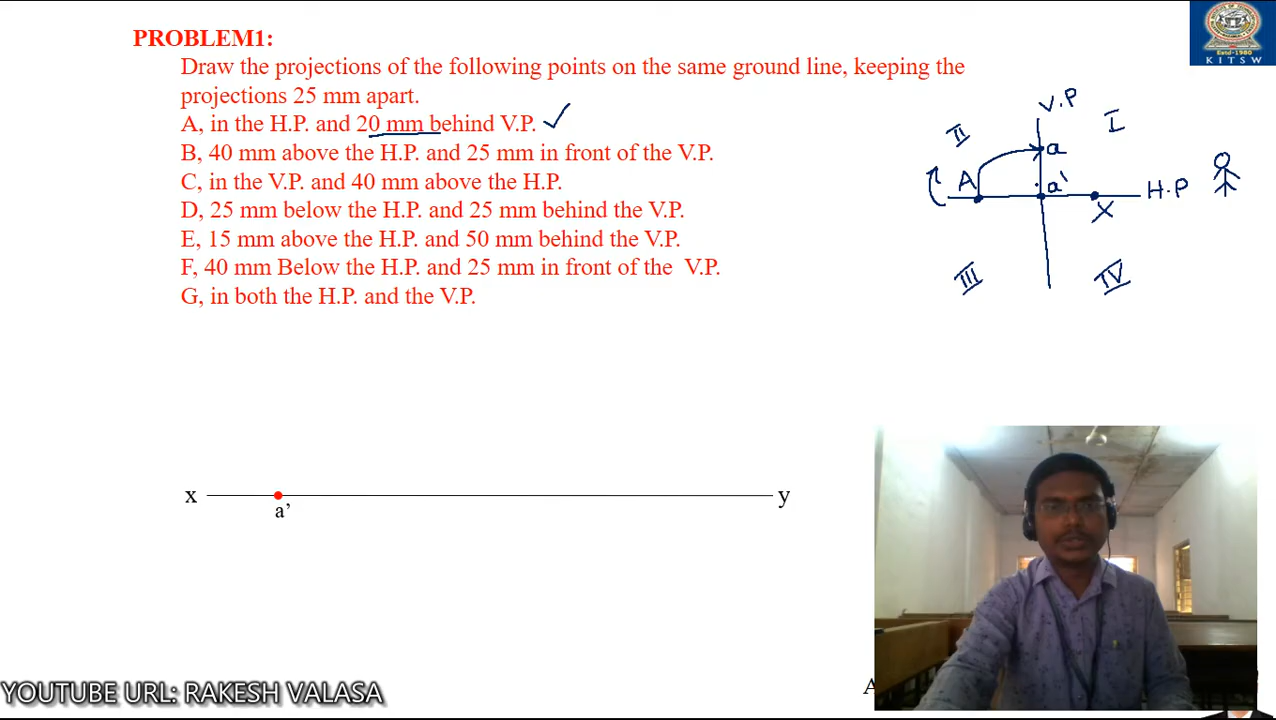 PROBLEM1:
Draw the projections of the following points on the same ground line, keeping the
projections 25 mm apart.
A, in the H.P. and 20 mm behind V.P.
B, 40 mm above the H.P. and 25 mm in front of the V.P.
C, in the V.P. and 40 mm above the H.P.
D, 25 mm below the H.P. and 25 mm behind the V.P.
E, 15 mm above the H.P. and 50 mm behind the V.P.
F, 40 mm Below the H.P. and 25 mm in front of the V.P.
G, in both the H.P. and the V.P.
Estd-1980
K I T S W
V.P
II
I
a
A
a'
H.P
X
III
IV
x
y
a’
A
YOUTUBE URL: RAKESH VALASA